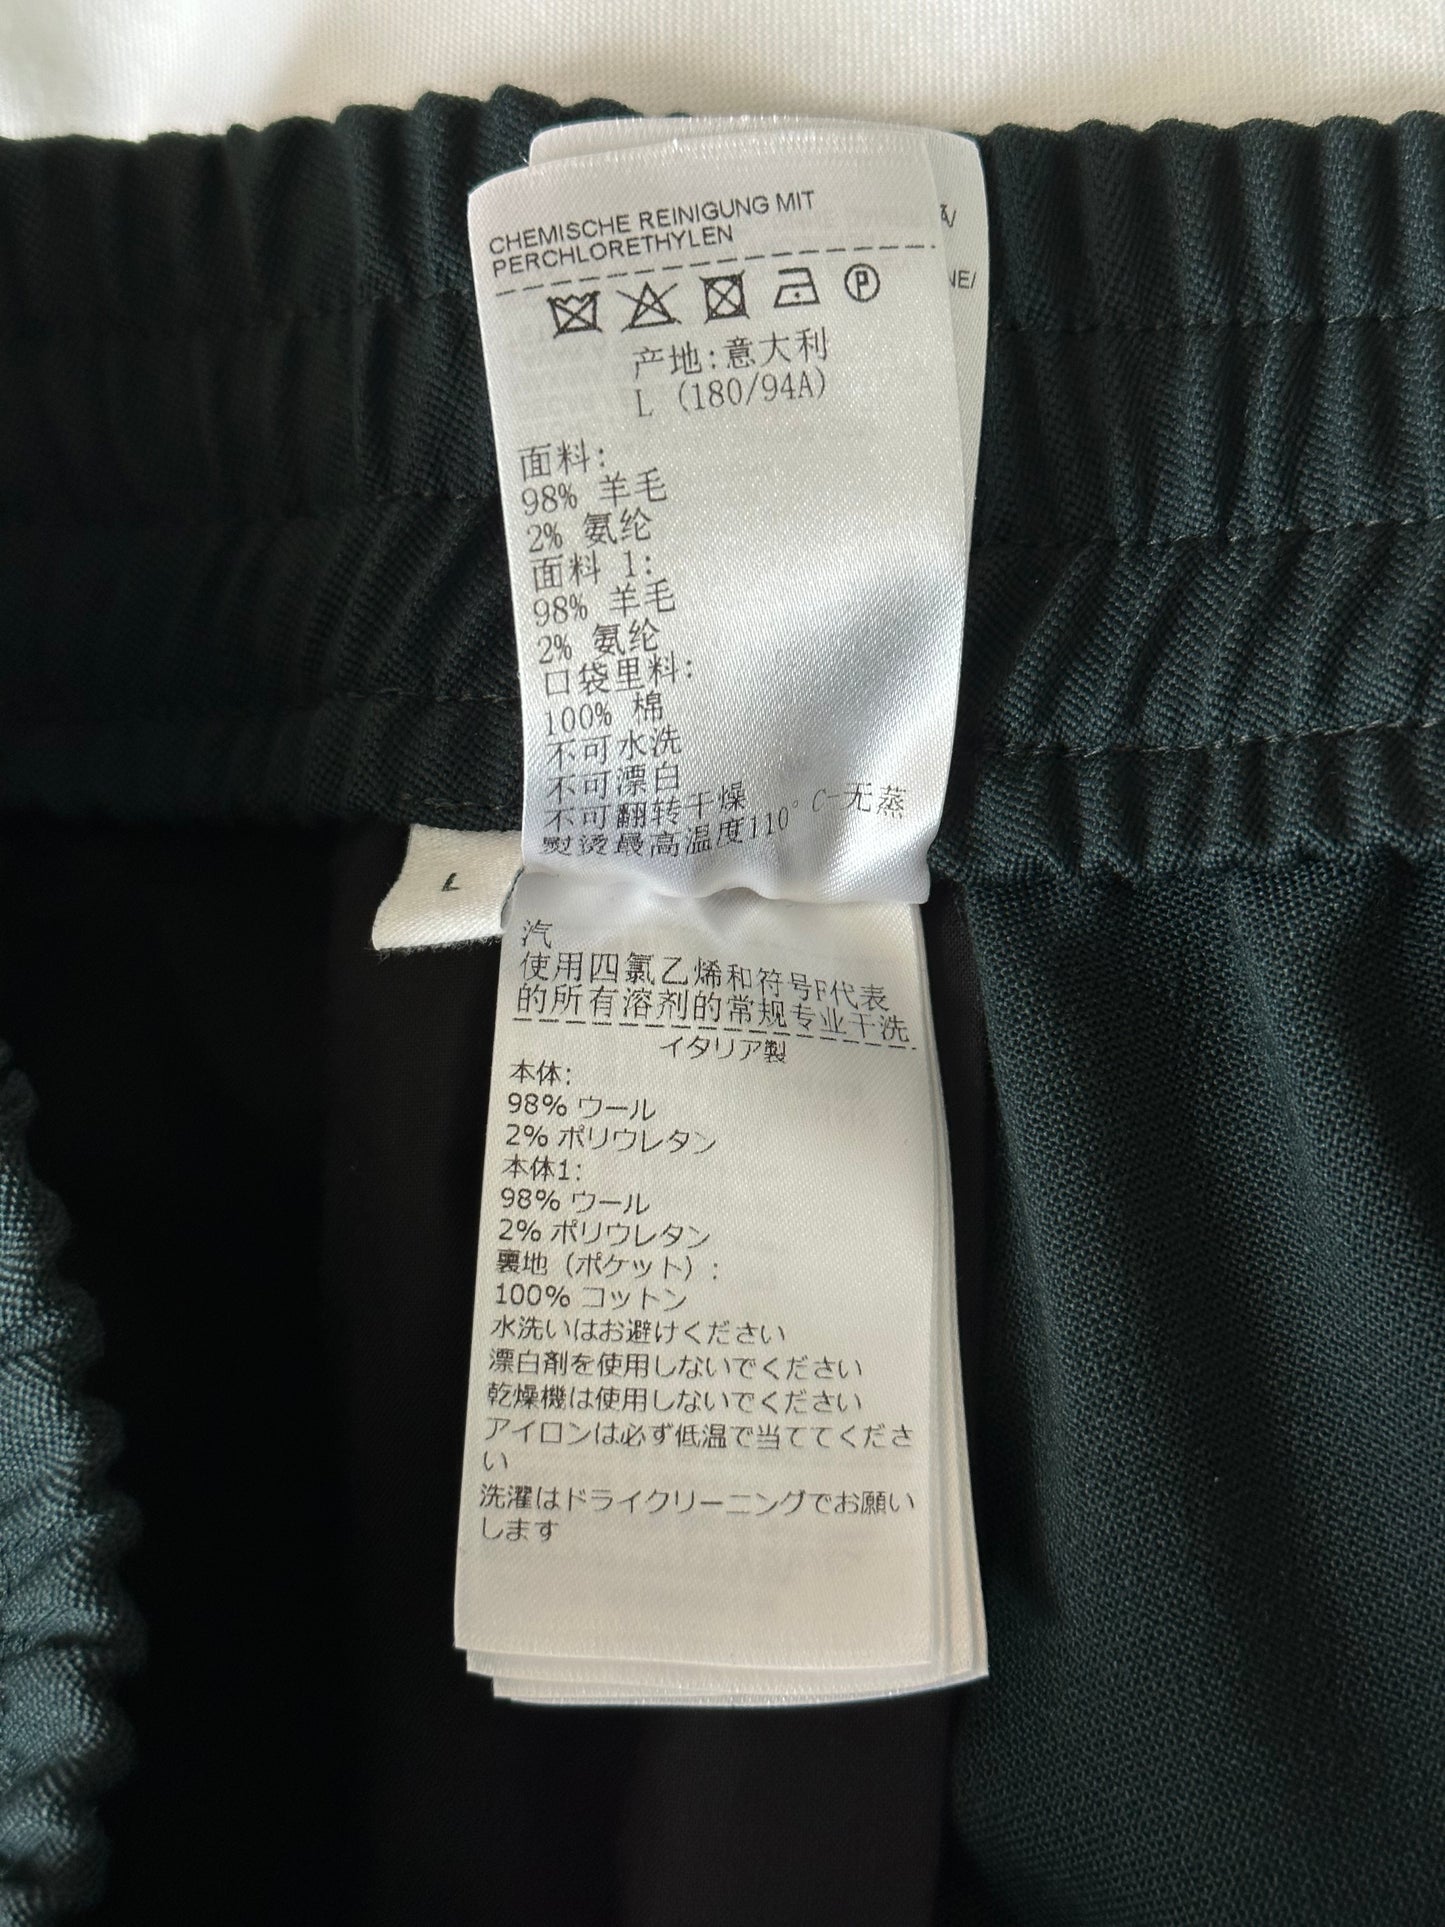 CHEMISCHE REINIGUNG MIT
PERCHLORETHYLEN
P
产地:意大利
L (180/94A)
面料:
98% 羊毛
2% 氨纶
面料 1:
98% 羊毛
2% 氨纶
口袋里料:
100% 棉
不可水洗
不可漂白
不可翻转干燥
熨烫最高温度110°C-无蒸
L
汽
使用四氯乙烯和符号F代表
的所有溶剂的常规专业干洗
イタリア製
本体:
98% ウール
2% ポリウレタン
本体1:
98% ウール
2% ポリウレタン
裏地(ポケット):
100% コットン
水洗いはお避けください
漂白剤を使用しないでください
乾燥機は使用しないでください
アイロンは必ず低温で当ててくださ
い
洗濯はドライクリーニングでお願い
します